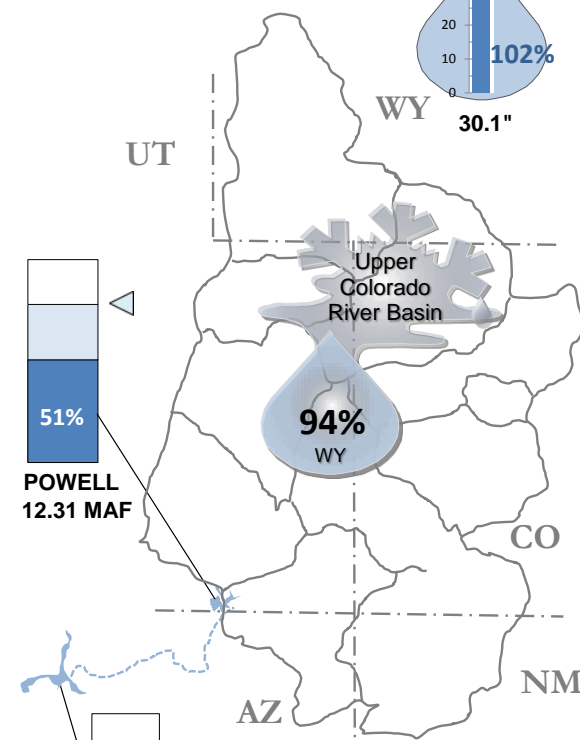 20
10
0
102%
30.1"
WY
UT
Upper
Colorado
River Basin
94%
WY
51%
POWELL
12.31 MAF
CO
NM
AZ